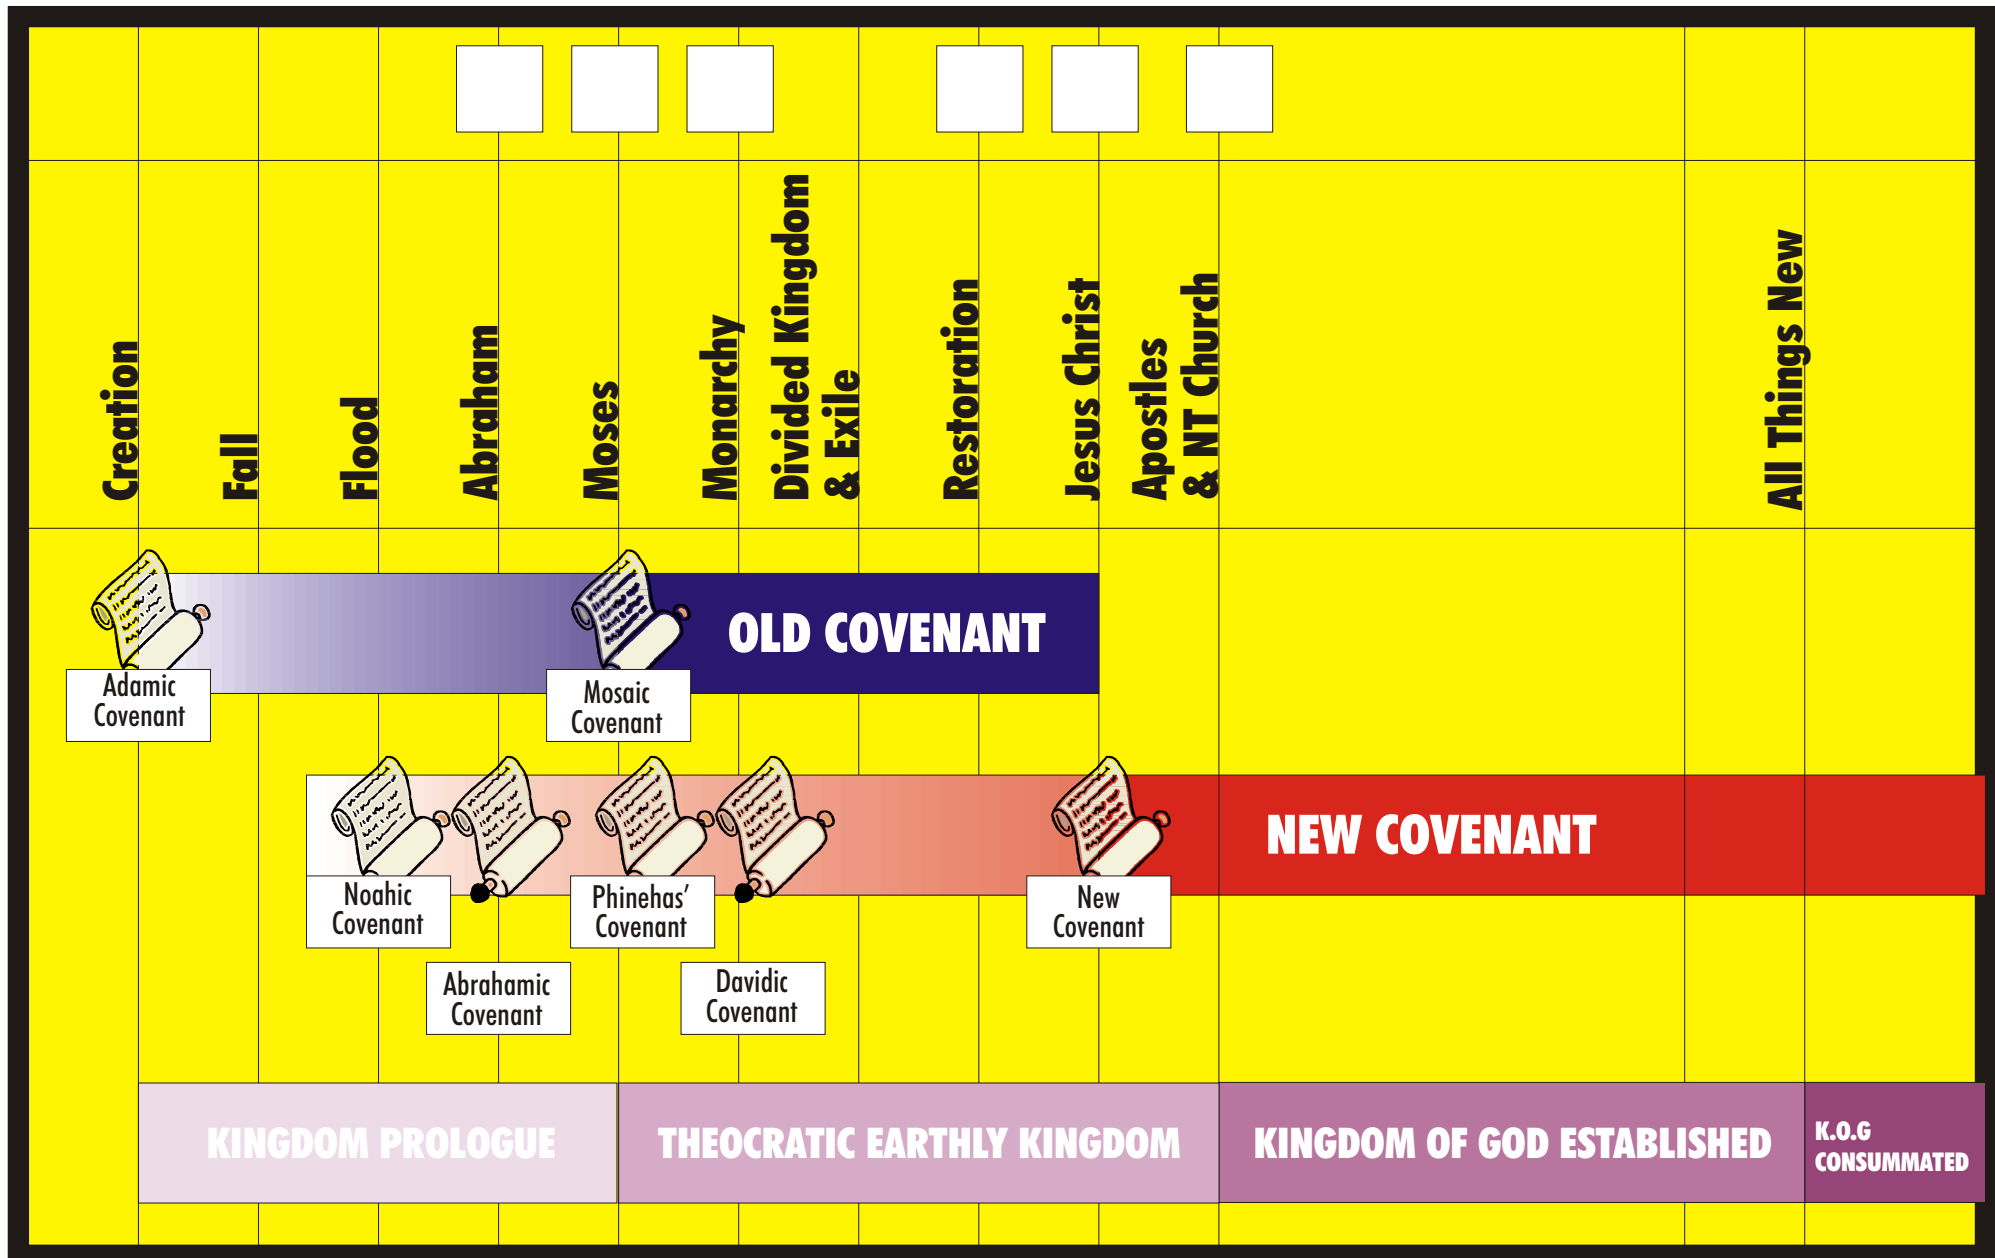 Creation
Fall
Flood
Abraham
Moses
Monarchy
Divided Kingdom
& Exile
Restoration
Jesus Christ
Apostles
& NT Church
All Things New
OLD COVENANT
Adamic
Covenant
Mosaic
Covenant
NEW COVENANT
Noahic
Covenant
Phinehas’
Covenant
New
Covenant
Abrahamic
Covenant
Davidic
Covenant
KINGDOM PROLOGUE
THEOCRATIC EARTHLY KINGDOM
KINGDOM OF GOD ESTABLISHED
K.O.G
CONSUMMATED